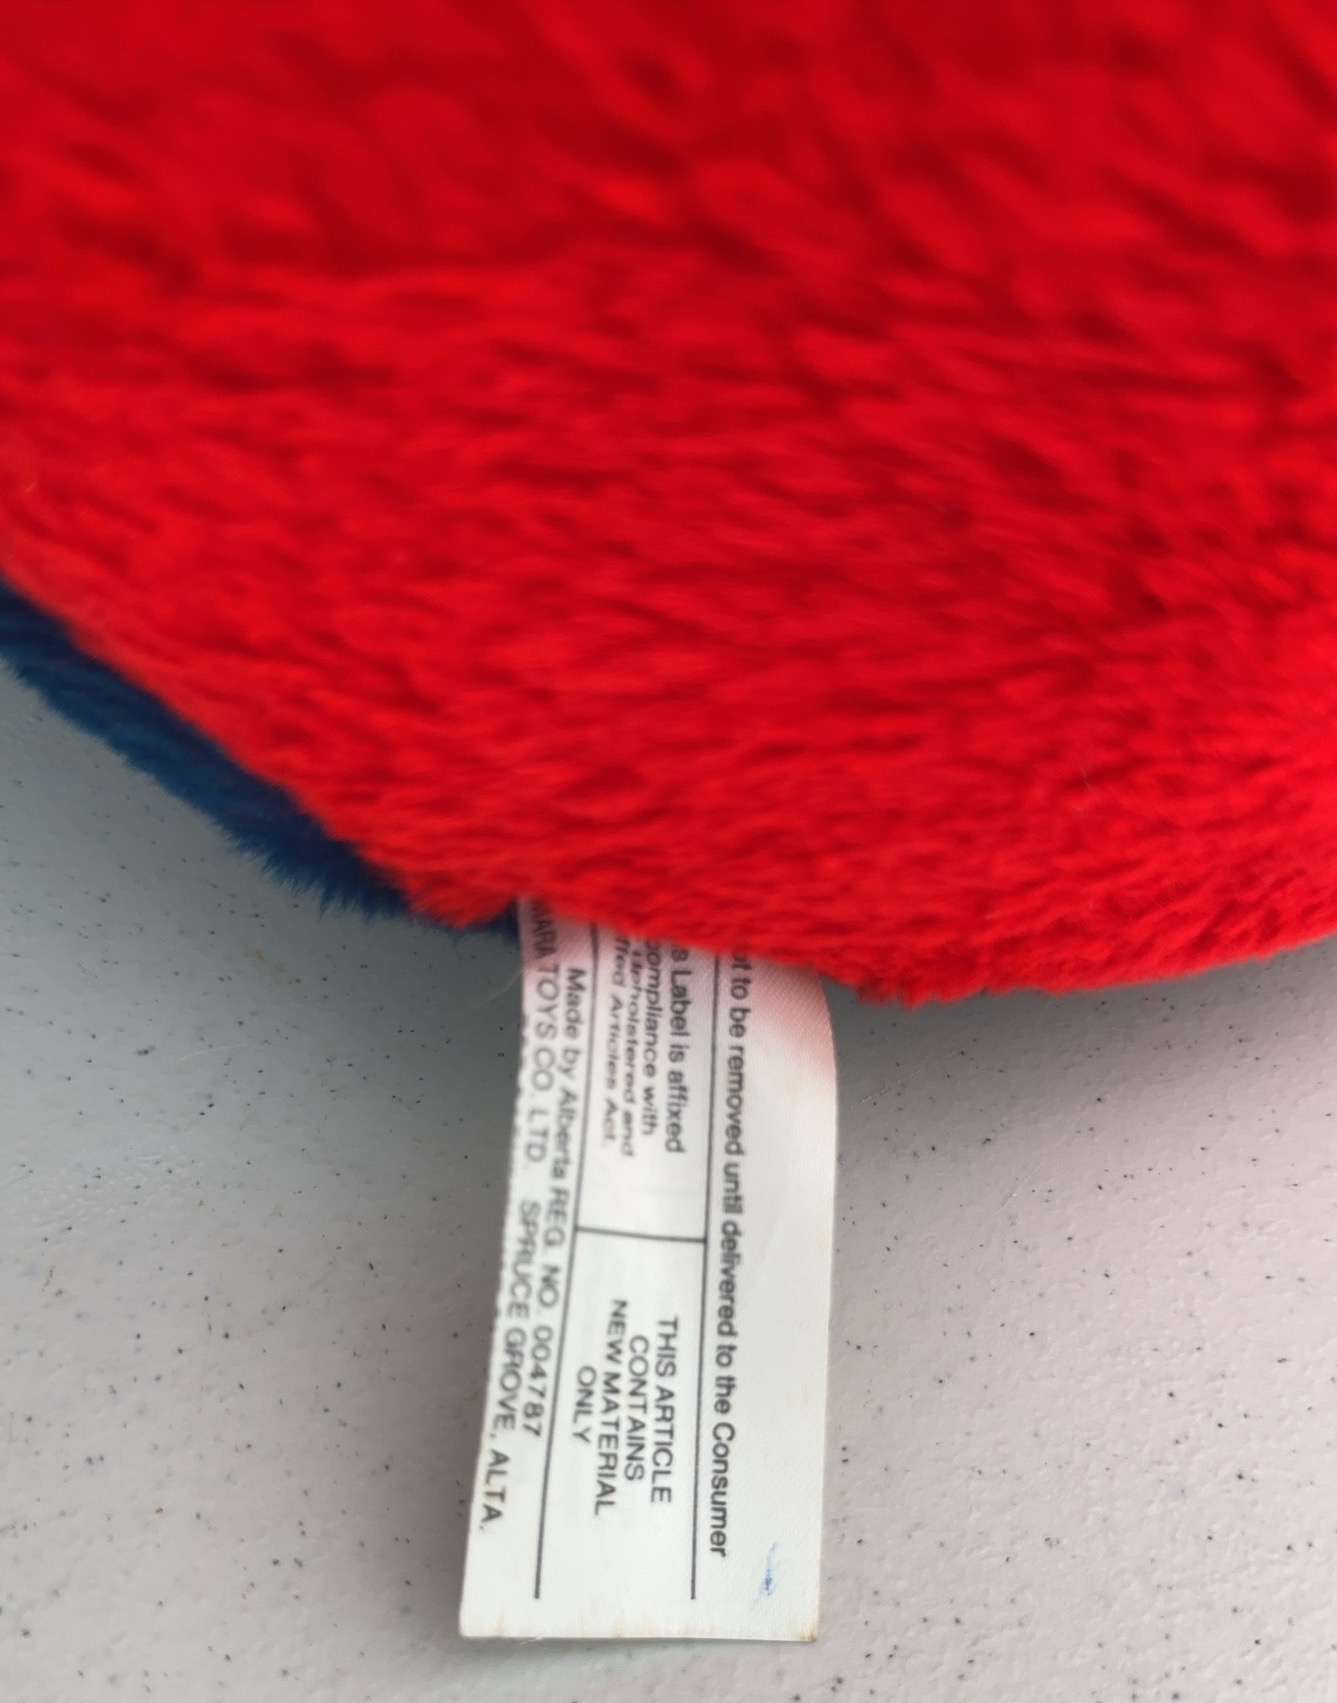 to be removed until delivered to the Consumer
Label is affixed
compliance with
Upholstered and
Articles Act.
THIS ARTICLE
CONTAINS
NEW MATERIAL
ONLY
Made by Alberta REG. NO. 004787
TOYS CO. LTD. SPRUCE GROVE, ALTA.